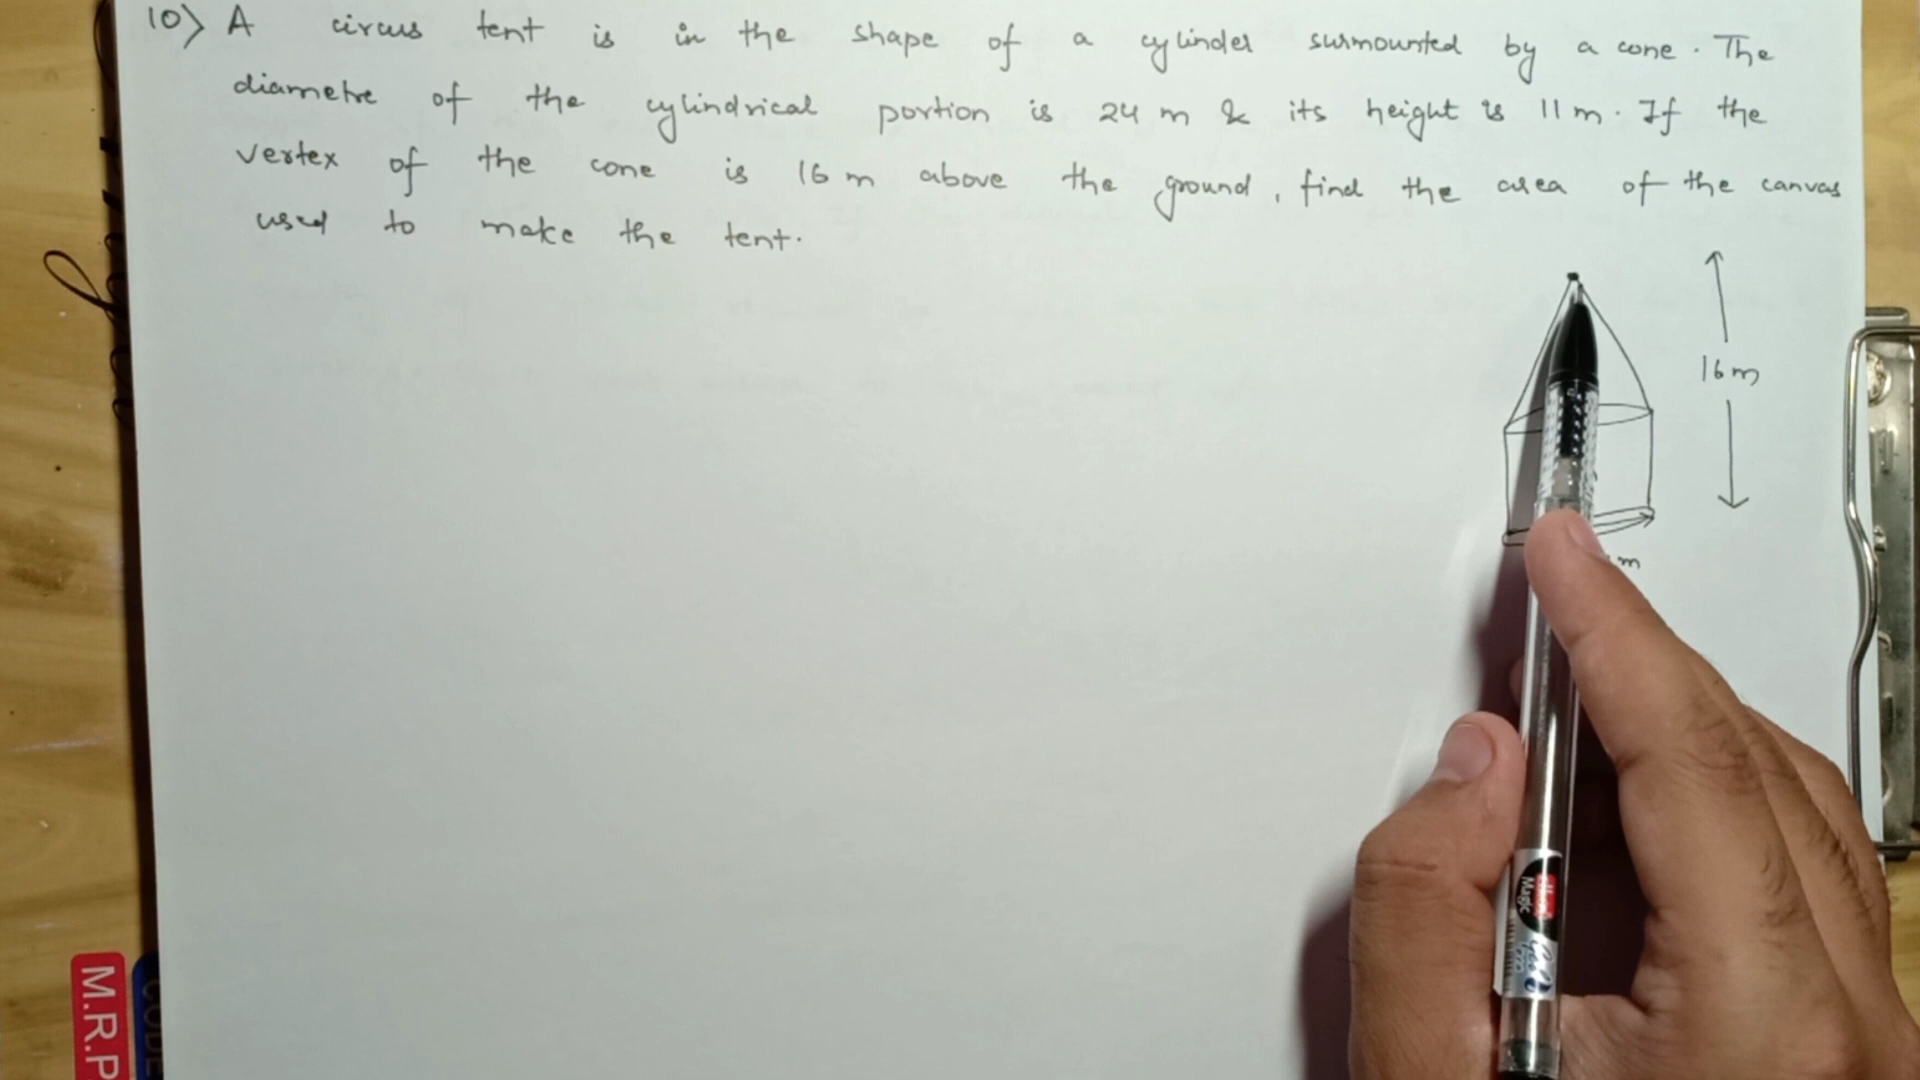 10) A circus tent is in the shape of a cylinder surmounted by a cone. The
diametre of the cylindrical portion is 24 m & its height is 11 m. If the
vertex of the cone is 16 m above the ground, find the area of the canvas
used to make the tent.
16m
m
M.R.P
CODE
Magic